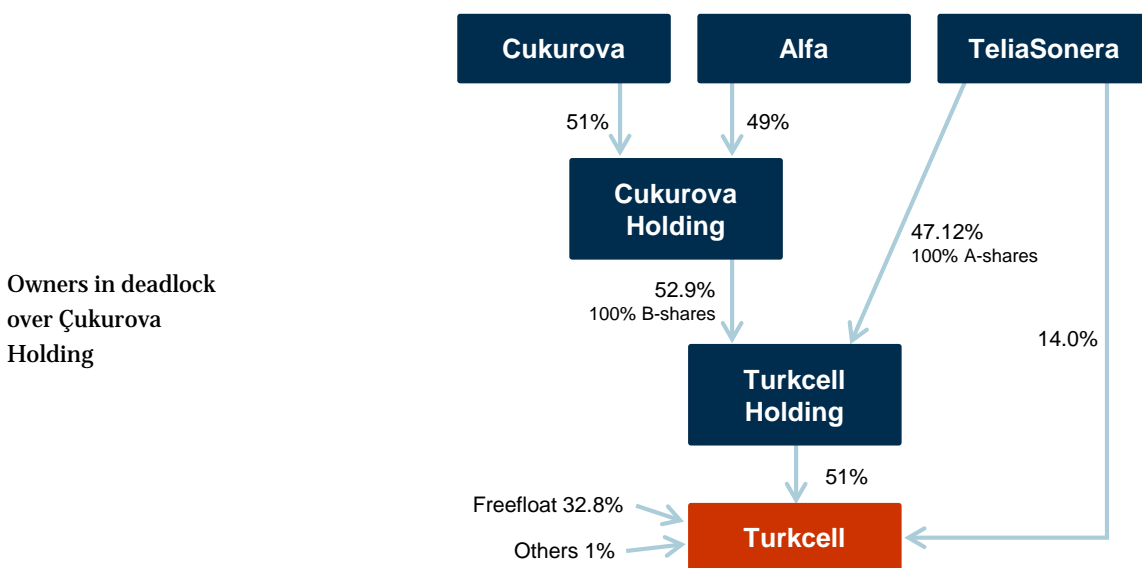 Cukurova
Alfa
TeliaSonera
51%
49%
Cukurova
Holding
47.12%
100% A-shares
Owners in deadlock
over Çukurova
Holding
52.9%
100% B-shares
14.0%
Turkcell
Holding
51%
Freefloat 32.8%
Others 1%
Turkcell